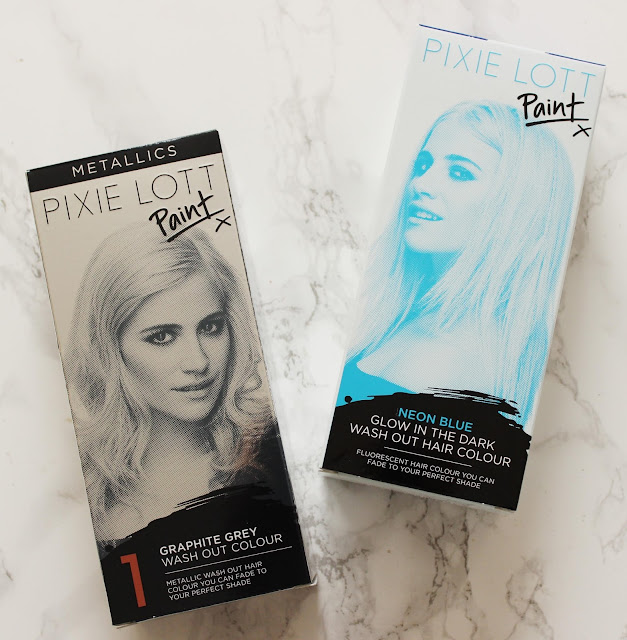 METALLICS
PIXIE LOTT
Paint x
1
GRAPHITE GREY
WASH OUT COLOUR
METALLIC WASH OUT HAIR
COLOUR YOU CAN FADE TO
YOUR PERFECT SHADE
PIXIE LOTT
Paint x
NEON BLUE
GLOW IN THE DARK
WASH OUT HAIR COLOUR
FLUORESCENT HAIR COLOUR YOU CAN
FADE TO YOUR PERFECT SHADE